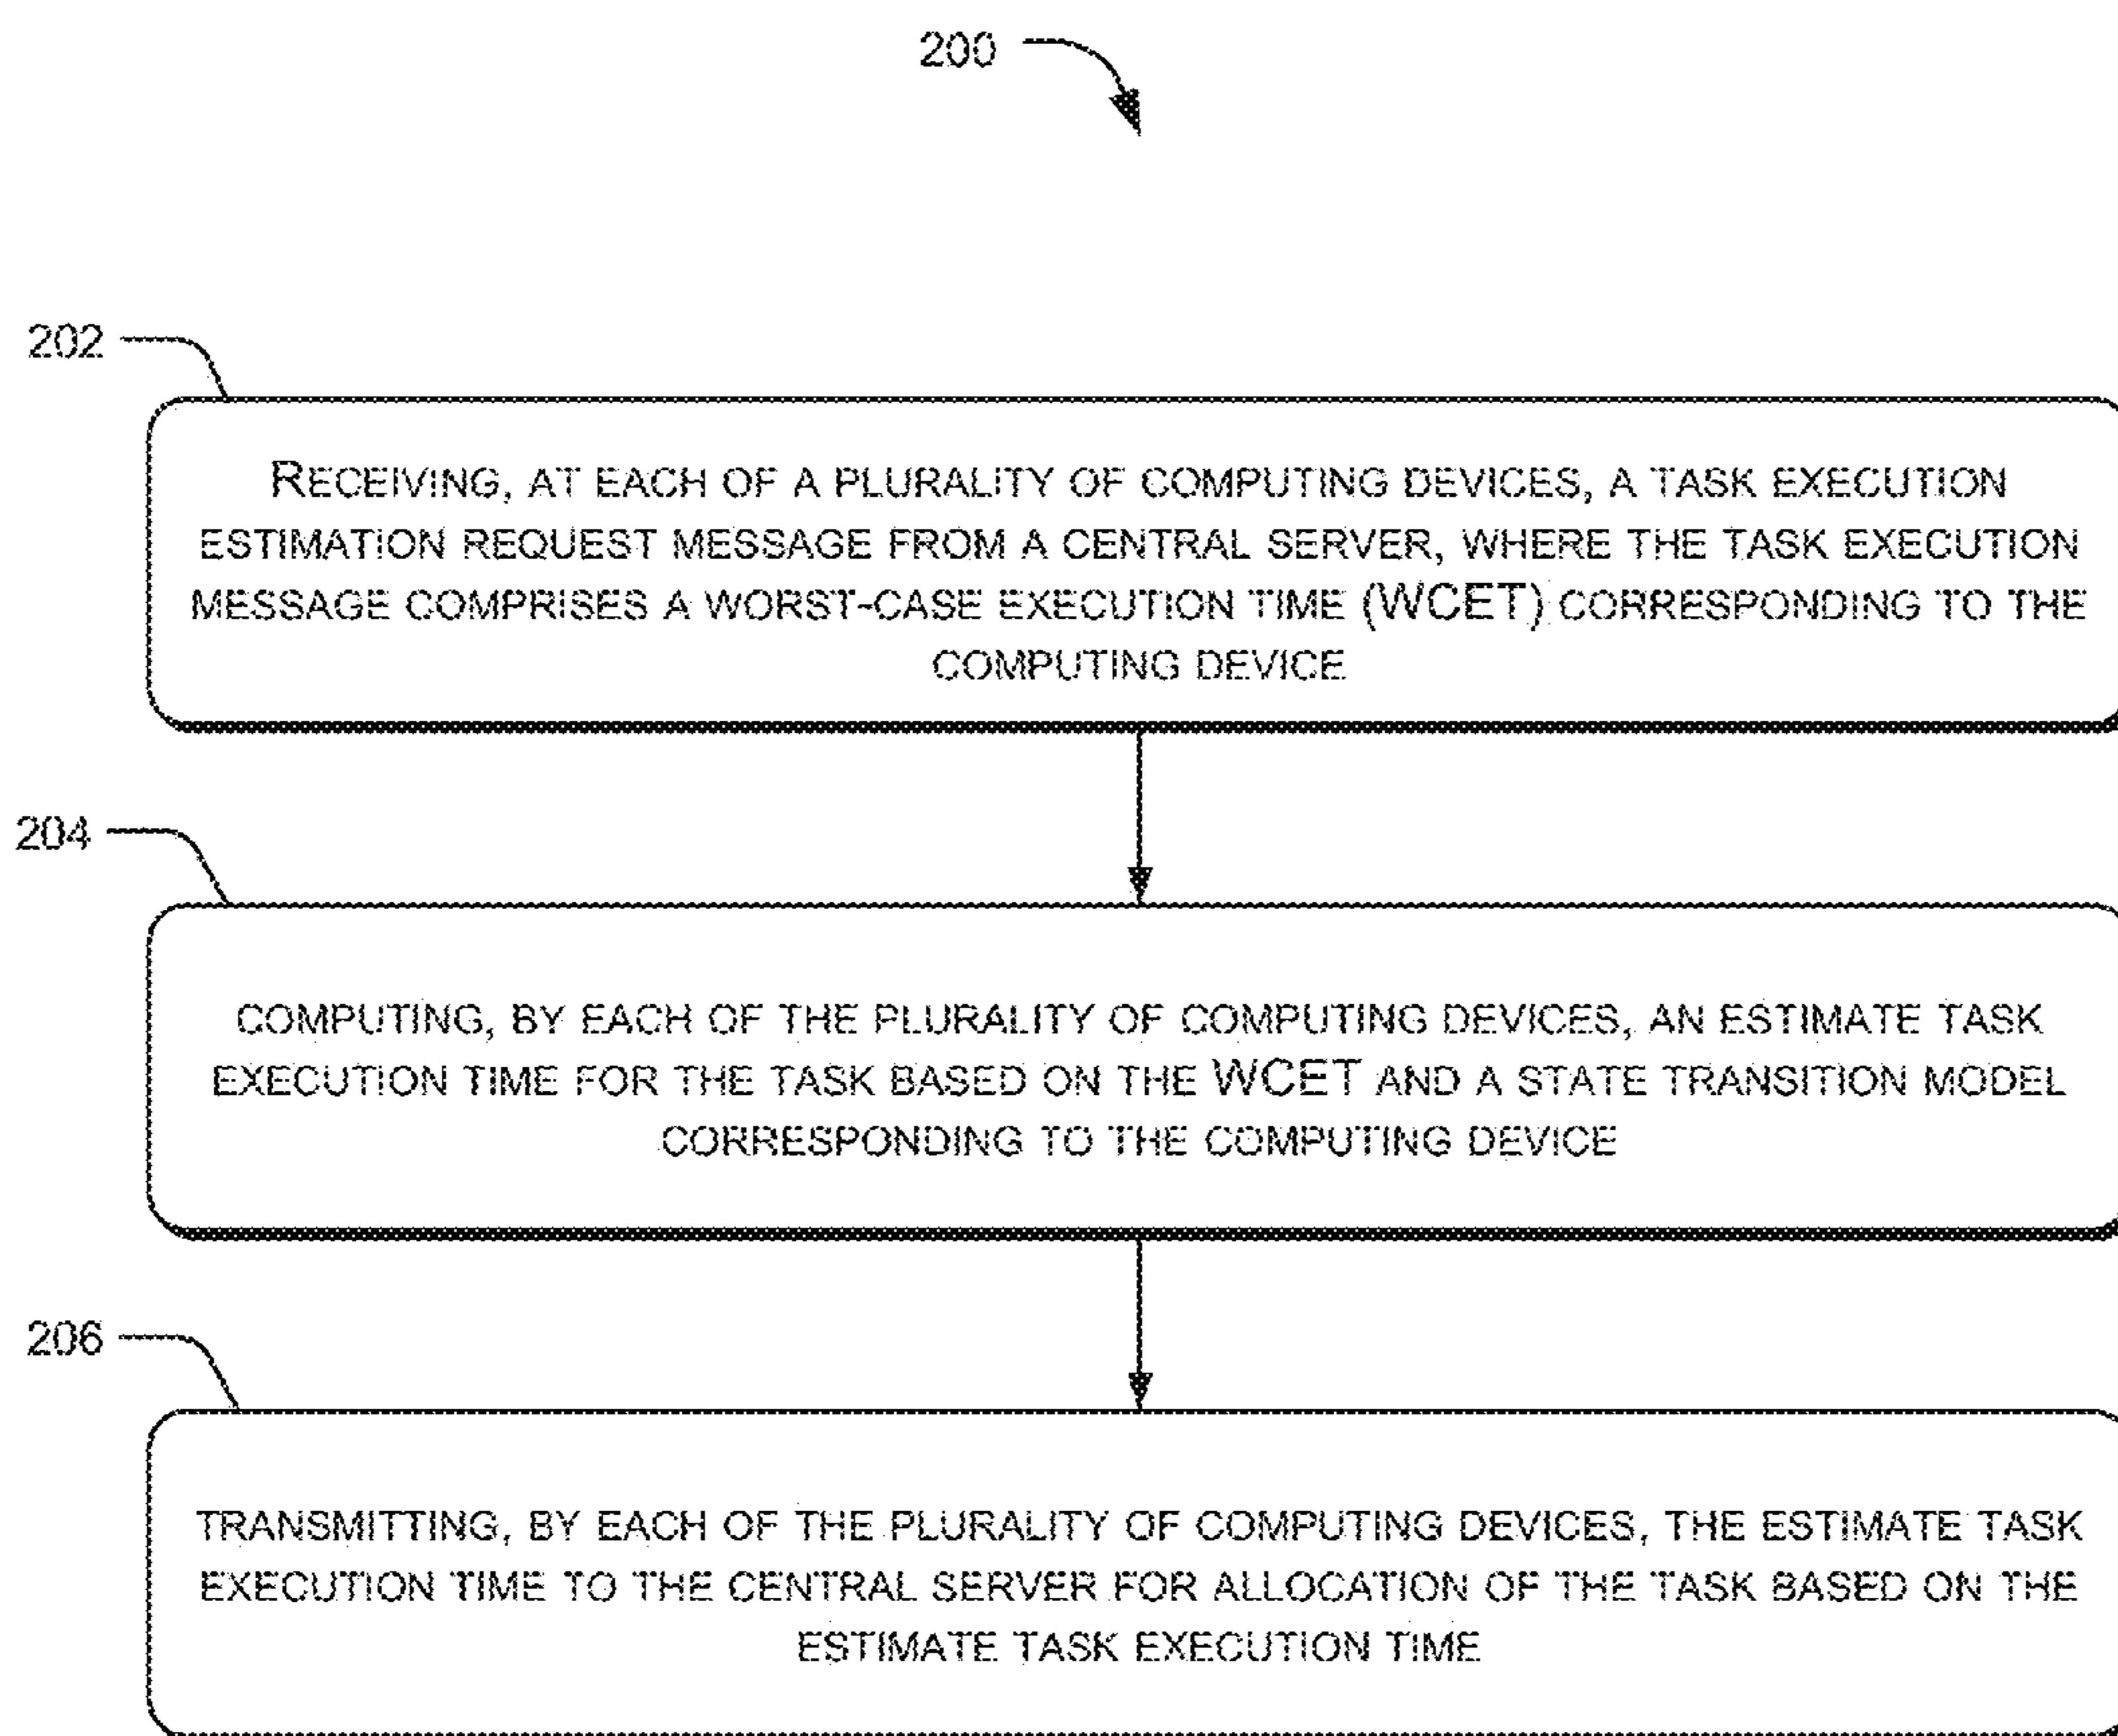 200
202
RECEIVING, AT EACH OF A PLURALITY OF COMPUTING DEVICES, A TASK EXECUTION
ESTIMATION REQUEST MESSAGE FROM A CENTRAL SERVER, WHERE THE TASK EXECUTION
MESSAGE COMPRISES A WORST-CASE EXECUTION TIME (WCET) CORRESPONDING TO THE
COMPUTING DEVICE
204
COMPUTING, BY EACH OF THE PLURALITY OF COMPUTING DEVICES, AN ESTIMATE TASK
EXECUTION TIME FOR THE TASK BASED ON THE WCET AND A STATE TRANSITION MODEL
CORRESPONDING TO THE COMPUTING DEVICE
206
TRANSMITTING, BY EACH OF THE PLURALITY OF COMPUTING DEVICES, THE ESTIMATE TASK
EXECUTION TIME TO THE CENTRAL SERVER FOR ALLOCATION OF THE TASK BASED ON THE
ESTIMATE TASK EXECUTION TIME